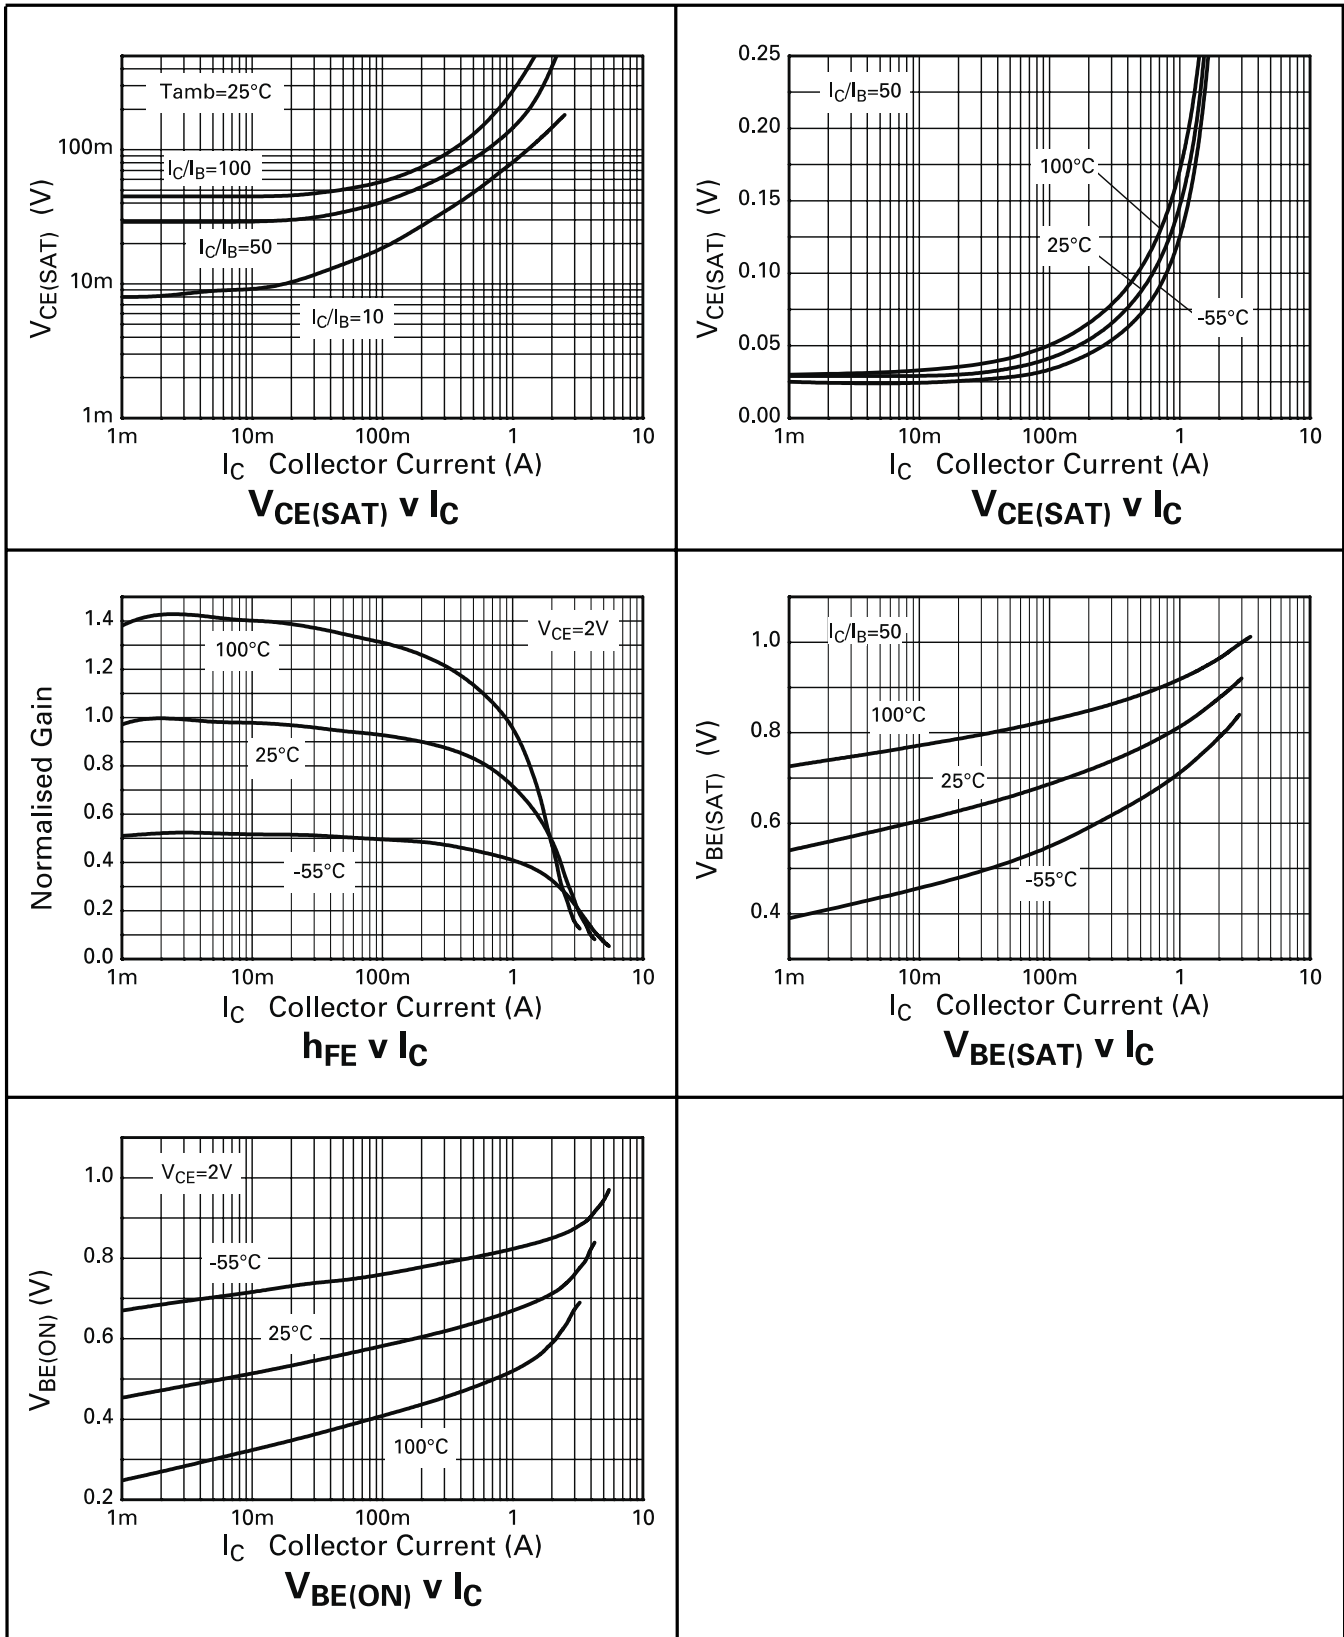 Tamb=25°C
IC/IB=100
IC/IB=50
IC/IB=10
100m
10m
1m
VCE(SAT) (V)
1m 10m 100m 1 10
IC Collector Current (A)
VCE(SAT) v IC
0.25
0.20
0.15
0.10
0.05
0.00
VCE(SAT) (V)
IC/IB=50
100°C
25°C
-55°C
1m 10m 100m 1 10
IC Collector Current (A)
VCE(SAT) v IC
1.4
1.2
1.0
0.8
0.6
0.4
0.2
0.0
Normalised Gain
VCE=2V
100°C
25°C
-55°C
1m 10m 100m 1 10
IC Collector Current (A)
hFE v IC
1.0
0.8
0.6
0.4
VBE(SAT) (V)
IC/IB=50
100°C
25°C
-55°C
1m 10m 100m 1 10
IC Collector Current (A)
VBE(SAT) v IC
1.0
0.8
0.6
0.4
0.2
VBE(ON) (V)
VCE=2V
-55°C
25°C
100°C
1m 10m 100m 1 10
IC Collector Current (A)
VBE(ON) v IC